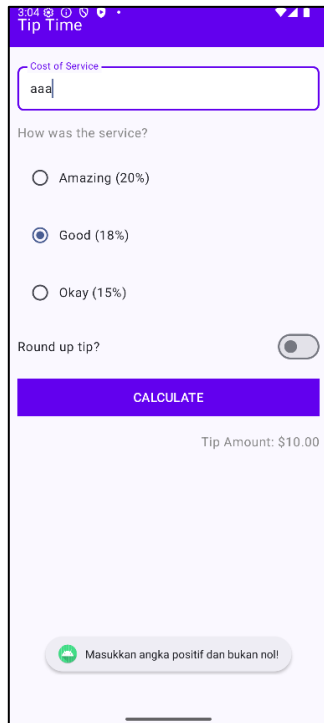 3:04
Tip Time
Cost of Service
aaa
How was the service?
Amazing (20%)
Good (18%)
Okay (15%)
Round up tip?
CALCULATE
Tip Amount: $10.00
Masukkan angka positif dan bukan nol!